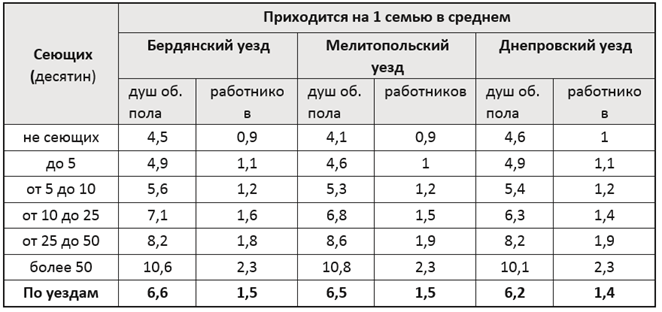 Сеющих (десятин) | Приходится на 1 семью в среднем
Бердянский уезд | Мелитопольский уезд | Днепровский уезд
душ об. пола | работнико в | душ об. пола | работников | душ об. пола | работнико в
не сеющих | 4,5 | 0,9 | 4,1 | 0,9 | 4,6 | 1
до 5 | 4,9 | 1,1 | 4,6 | 1 | 4,9 | 1,1
от 5 до 10 | 5,6 | 1,2 | 5,3 | 1,2 | 5,4 | 1,2
от 10 до 25 | 7,1 | 1,6 | 6,8 | 1,5 | 6,3 | 1,4
от 25 до 50 | 8,2 | 1,8 | 8,6 | 1,9 | 8,2 | 1,9
более 50 | 10,6 | 2,3 | 10,8 | 2,3 | 10,1 | 2,3
По уездам | 6,6 | 1,5 | 6,5 | 1,5 | 6,2 | 1,4